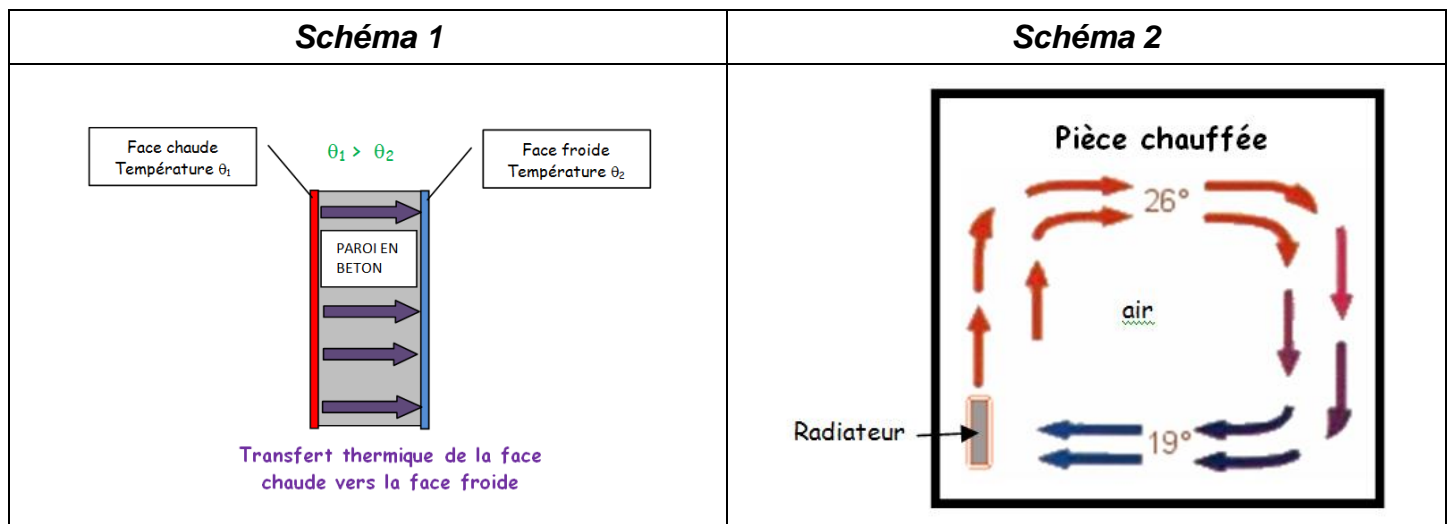 Schéma 1
Schéma 2
Face chaude
Température θ₁
θ₁ > θ₂
Face froide
Température θ₂
PAROI EN
BETON
Transfert thermique de la face
chaude vers la face froide
Pièce chauffée
26°
air
Radiateur
19°